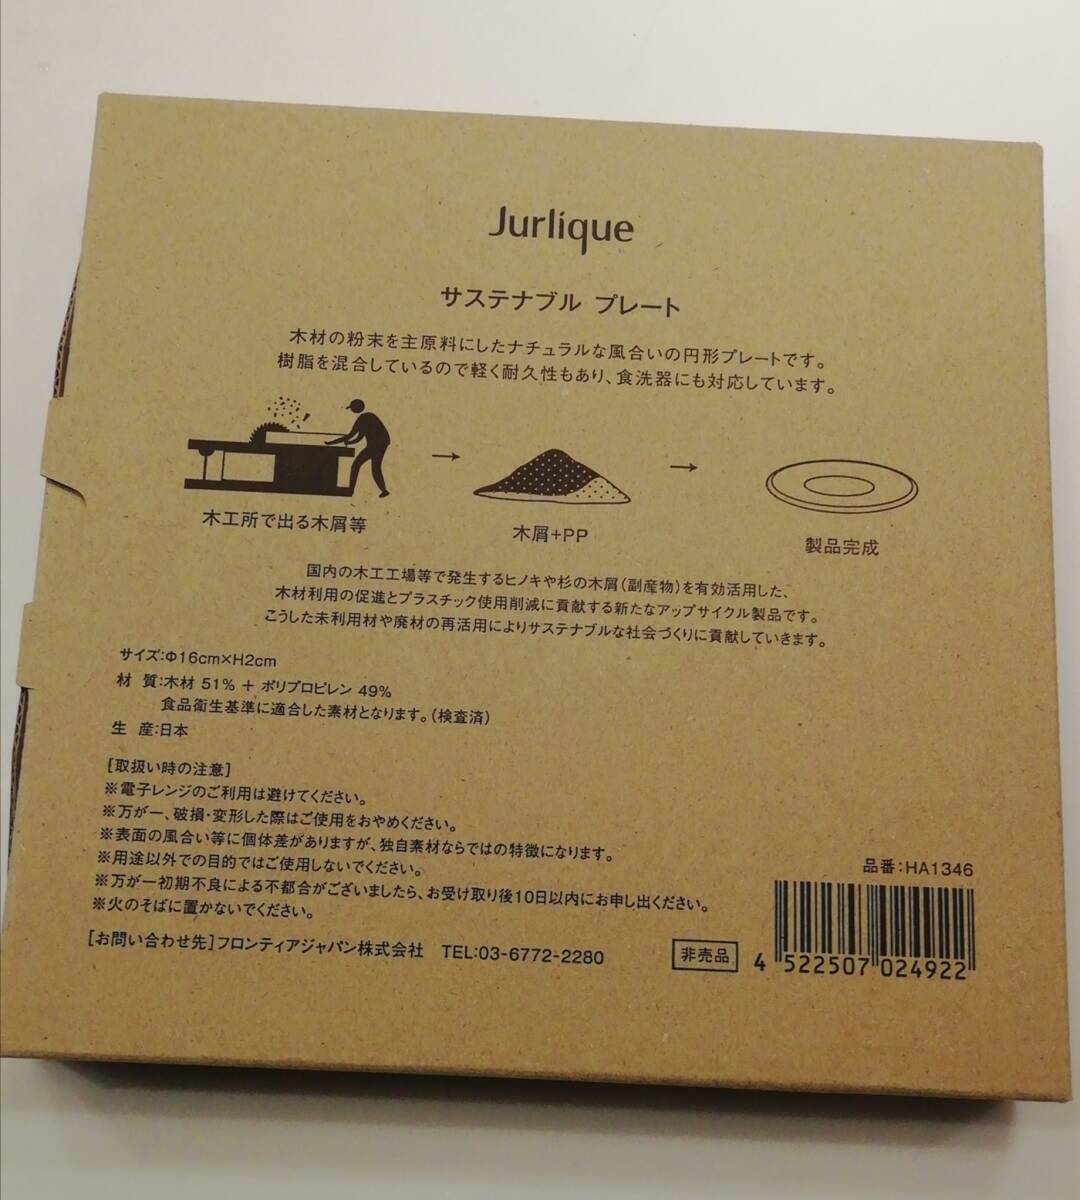 Jurlique
サステナブル プレート
木材の粉末を主原料にしたナチュラルな風合いの円形プレートです。
樹脂を混合しているので軽く耐久性もあり、食洗器にも対応しています。
木工所で出る木屑等
→
木屑+PP
→
製品完成
国内の木工工場等で発生するヒノキや杉の木屑(副産物)を有効活用した、
木材利用の促進とプラスチック使用削減に貢献する新たなアップサイクル製品です。
こうした未利用材や廃材の再活用によりサステナブルな社会づくりに貢献していきます。
サイズ:Φ16cm×H2cm
材 質:木材 51% + ポリプロピレン 49%
食品衛生基準に適合した素材となります。(検査済)
生 産:日本
[取扱い時の注意]
※電子レンジのご利用は避けてください。
※万が一、破損・変形した際はご使用をおやめください。
※表面の風合い等に個体差がありますが、独自素材ならではの特徴になります。
※用途以外での目的ではご使用しないでください。
※万が一初期不良による不都合がございましたら、お受け取り後10日以内にお申し出ください。
※火のそばに置かないでください。
[お問い合わせ先]フロンティアジャパン株式会社 TEL:03-6772-2280
非売品
品番:HA1346
4 522507 024922